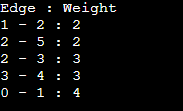 Edge : Weight
1 - 2 : 2
2 - 5 : 2
2 - 3 : 3
3 - 4 : 3
0 - 1 : 4